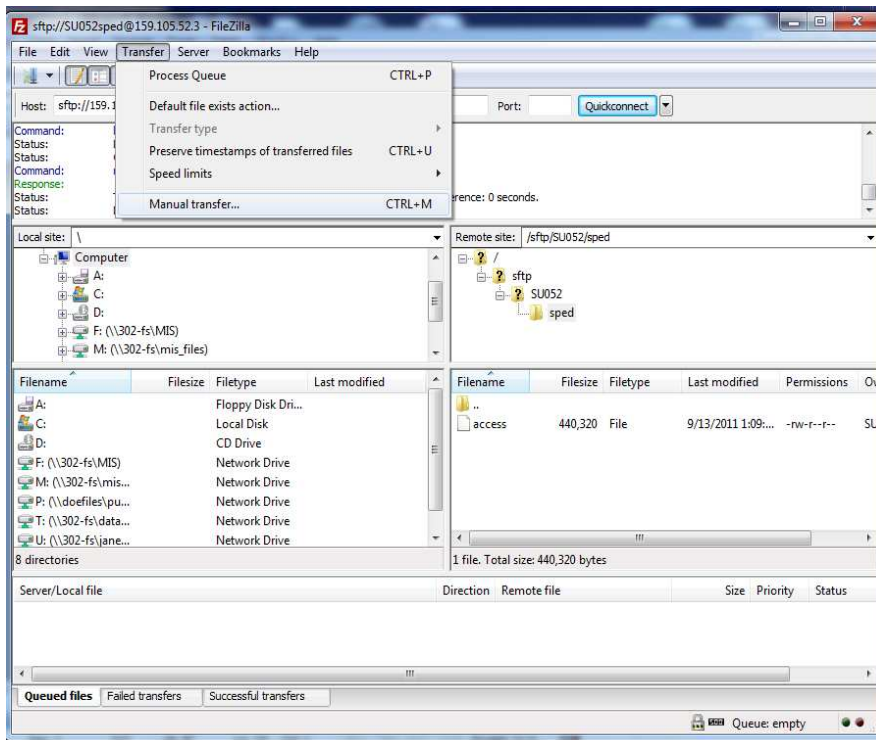 sftp://SU052sped@159.105.52.3 - FileZilla
File Edit View Transfer Server Bookmarks Help
Process Queue CTRL+P
Host: sftp://159.1 Port: Quickconnect
Default file exists action...
Command:
Transfer type
Status:
Status:
Preserve timestamps of transferred files CTRL+U
Command:
Speed limits
Response:
Status: erence: 0 seconds.
Manual transfer... CTRL+M
Status:
Local site: \
Remote site: /sftp/SU052/sped
Computer
A:
C:
D:
F: (\\302-fs\MIS)
M: (\\302-fs\mis_files)
/
sftp
SU052
sped
Filename Filesize Filetype Last modified
A: Floppy Disk Dri...
C: Local Disk
D: CD Drive
F: (\\302-fs\MIS) Network Drive
M: (\\302-fs\mis... Network Drive
P: (\\doefiles\pu... Network Drive
T: (\\302-fs\data... Network Drive
U: (\\302-fs\jane... Network Drive
8 directories
Filename Filesize Filetype Last modified Permissions Ov
..
access 440,320 File 9/13/2011 1:09:... -rw-r--r-- SU
1 file. Total size: 440,320 bytes
Server/Local file Direction Remote file Size Priority Status
Queued files Failed transfers Successful transfers
Queue: empty